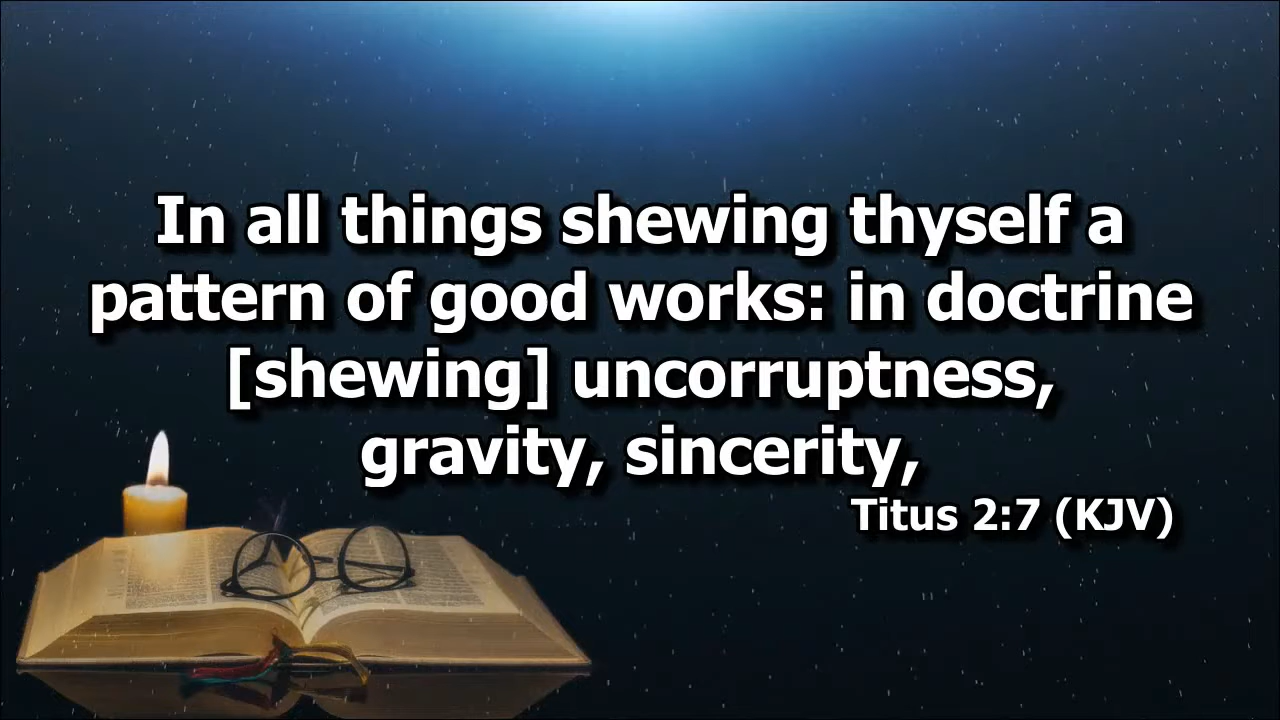 In all things shewing thyself a
pattern of good works: in doctrine
[shewing] uncorruptness,
gravity, sincerity,
Titus 2:7 (KJV)